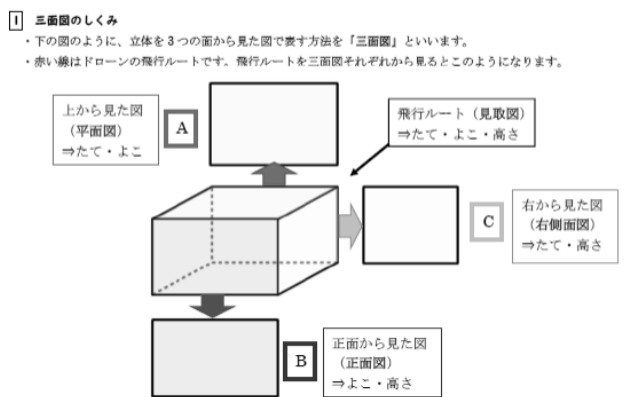 1 三面図のしくみ
・下の図のように、立体を3つの面から見た図で表す方法を「三面図」といいます。
・赤い線はドローンの飛行ルートです。飛行ルートを三面図それぞれから見るとこのようになります。
上から見た図
（平面図）
⇒たて・よこ
A
飛行ルート（見取図）
⇒たて・よこ・高さ
C
右から見た図
（右側面図）
⇒たて・高さ
B
正面から見た図
（正面図）
⇒よこ・高さ